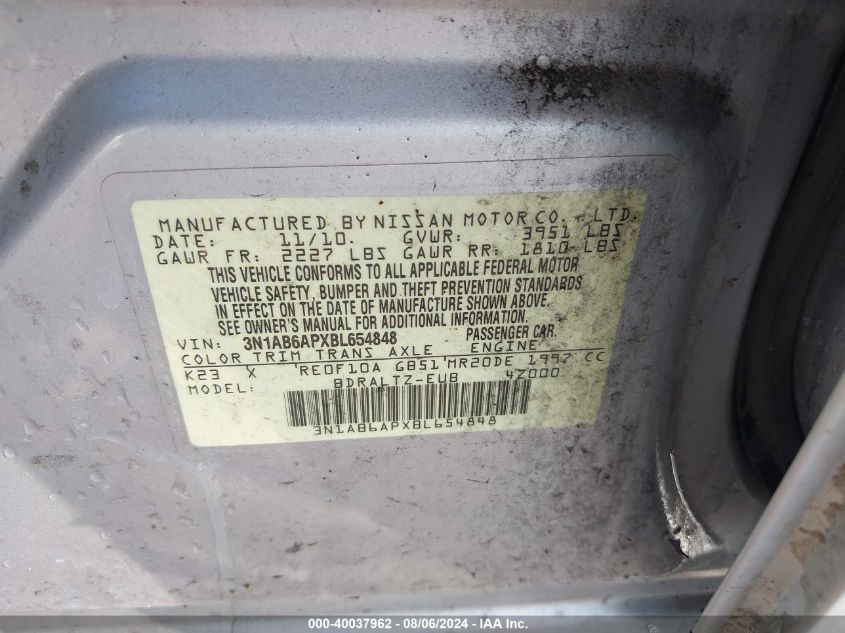 MANUFACTURED BY NISSAN MOTOR CO., LTD.
DATE: 11/10. GVWR: 3951 LBS
GAWR FR: 2227 LBS GAWR RR: 1810 LBS
THIS VEHICLE CONFORMS TO ALL APPLICABLE FEDERAL MOTOR
VEHICLE SAFETY, BUMPER AND THEFT PREVENTION STANDARDS
IN EFFECT ON THE DATE OF MANUFACTURE SHOWN ABOVE.
SEE OWNER'S MANUAL FOR ADDITIONAL INFORMATION.
VIN: 3N1AB6APXBL654848 PASSENGER CAR.
COLOR TRIM TRANS AXLE ENGINE
K23 X 'RE0F10A GB51'MR20DE 1997 CC
MODEL: BDRALTZ-EUB 4Z000
3N1AB6APXBL654848
000-40037962 - 08/06/2024 - IAA Inc.